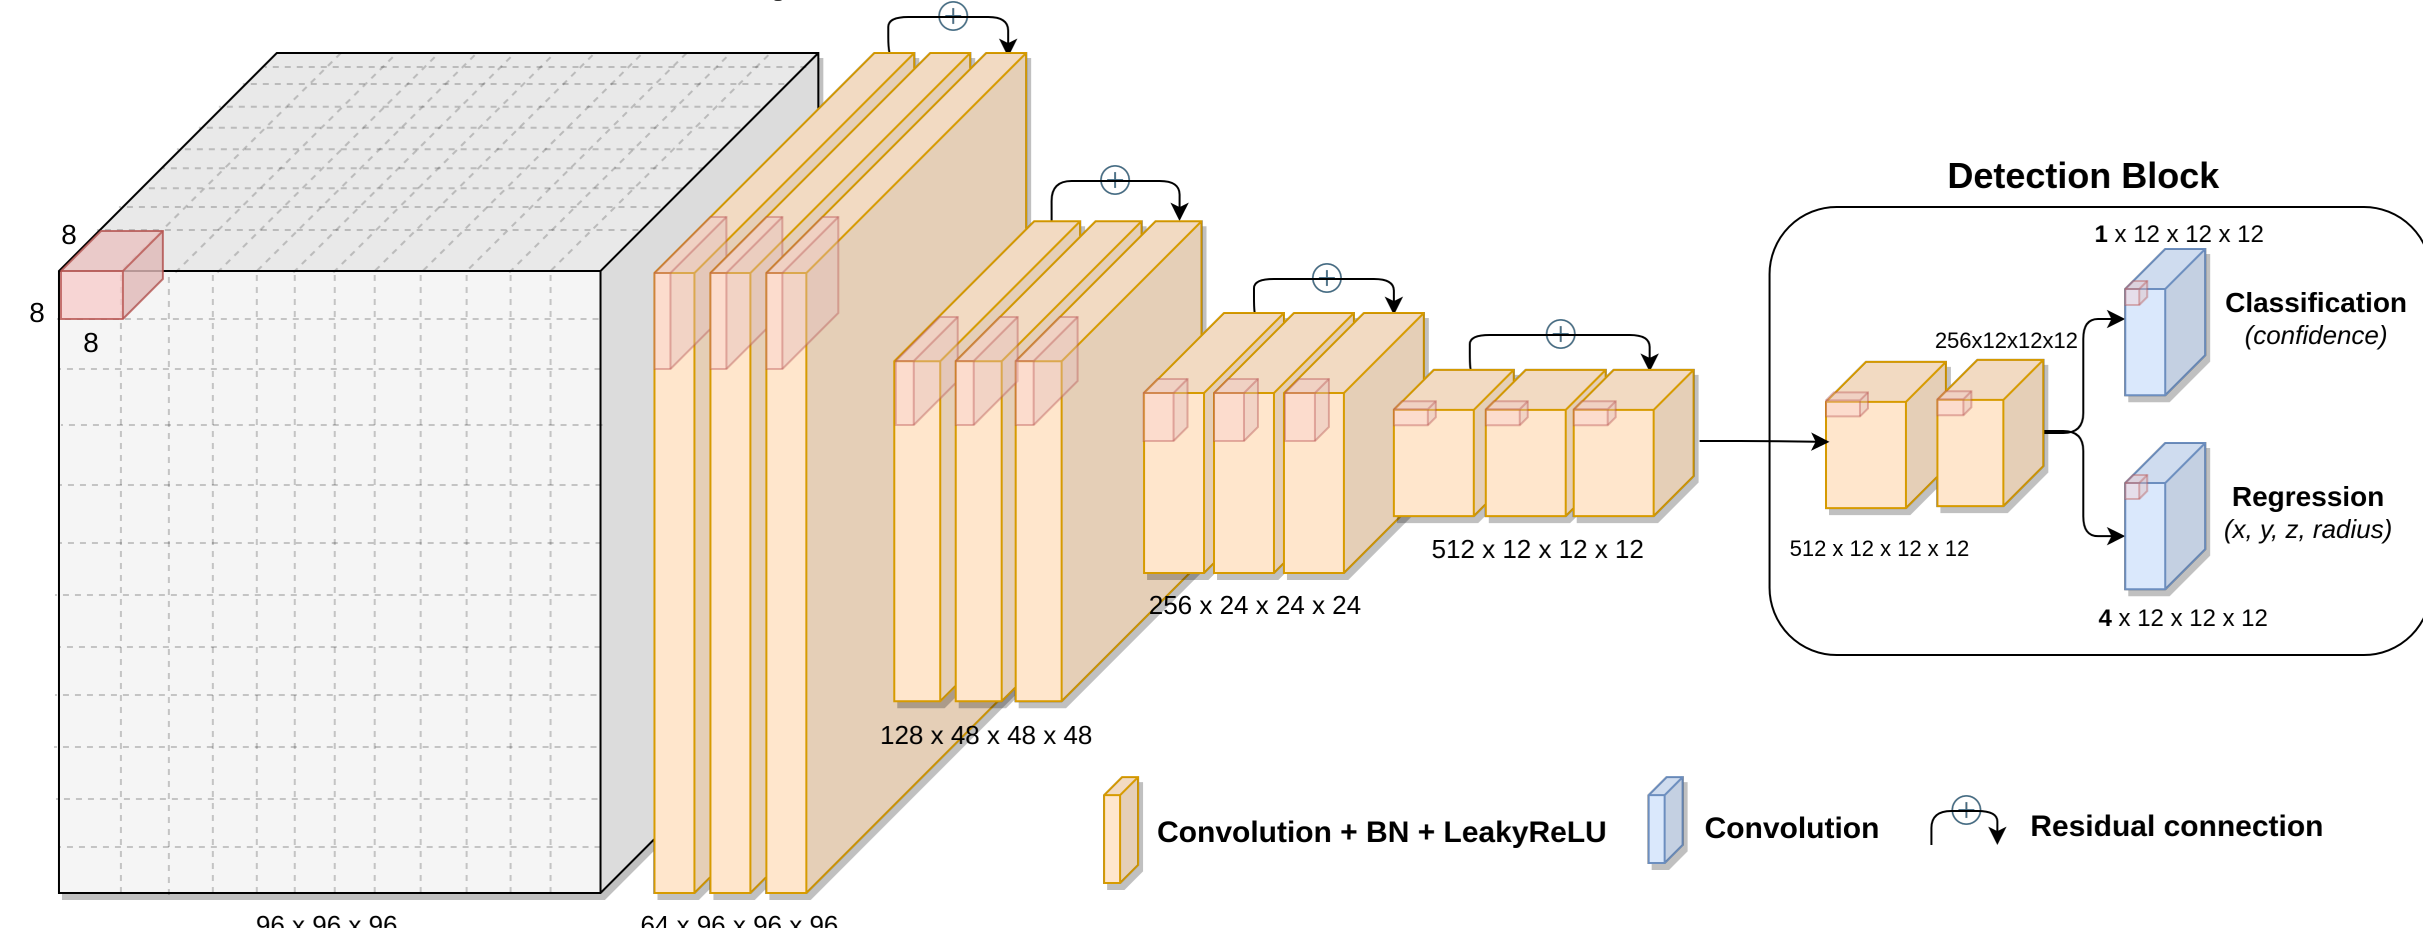 8
8
8
96 x 96 x 96
64 x 96 x 96 x 96
128 x 48 x 48 x 48
256 x 24 x 24 x 24
512 x 12 x 12 x 12
Detection Block
1 x 12 x 12 x 12
Classification
(confidence)
256x12x12x12
512 x 12 x 12 x 12
Regression
(x, y, z, radius)
4 x 12 x 12 x 12
Convolution + BN + LeakyReLU
Convolution
Residual connection